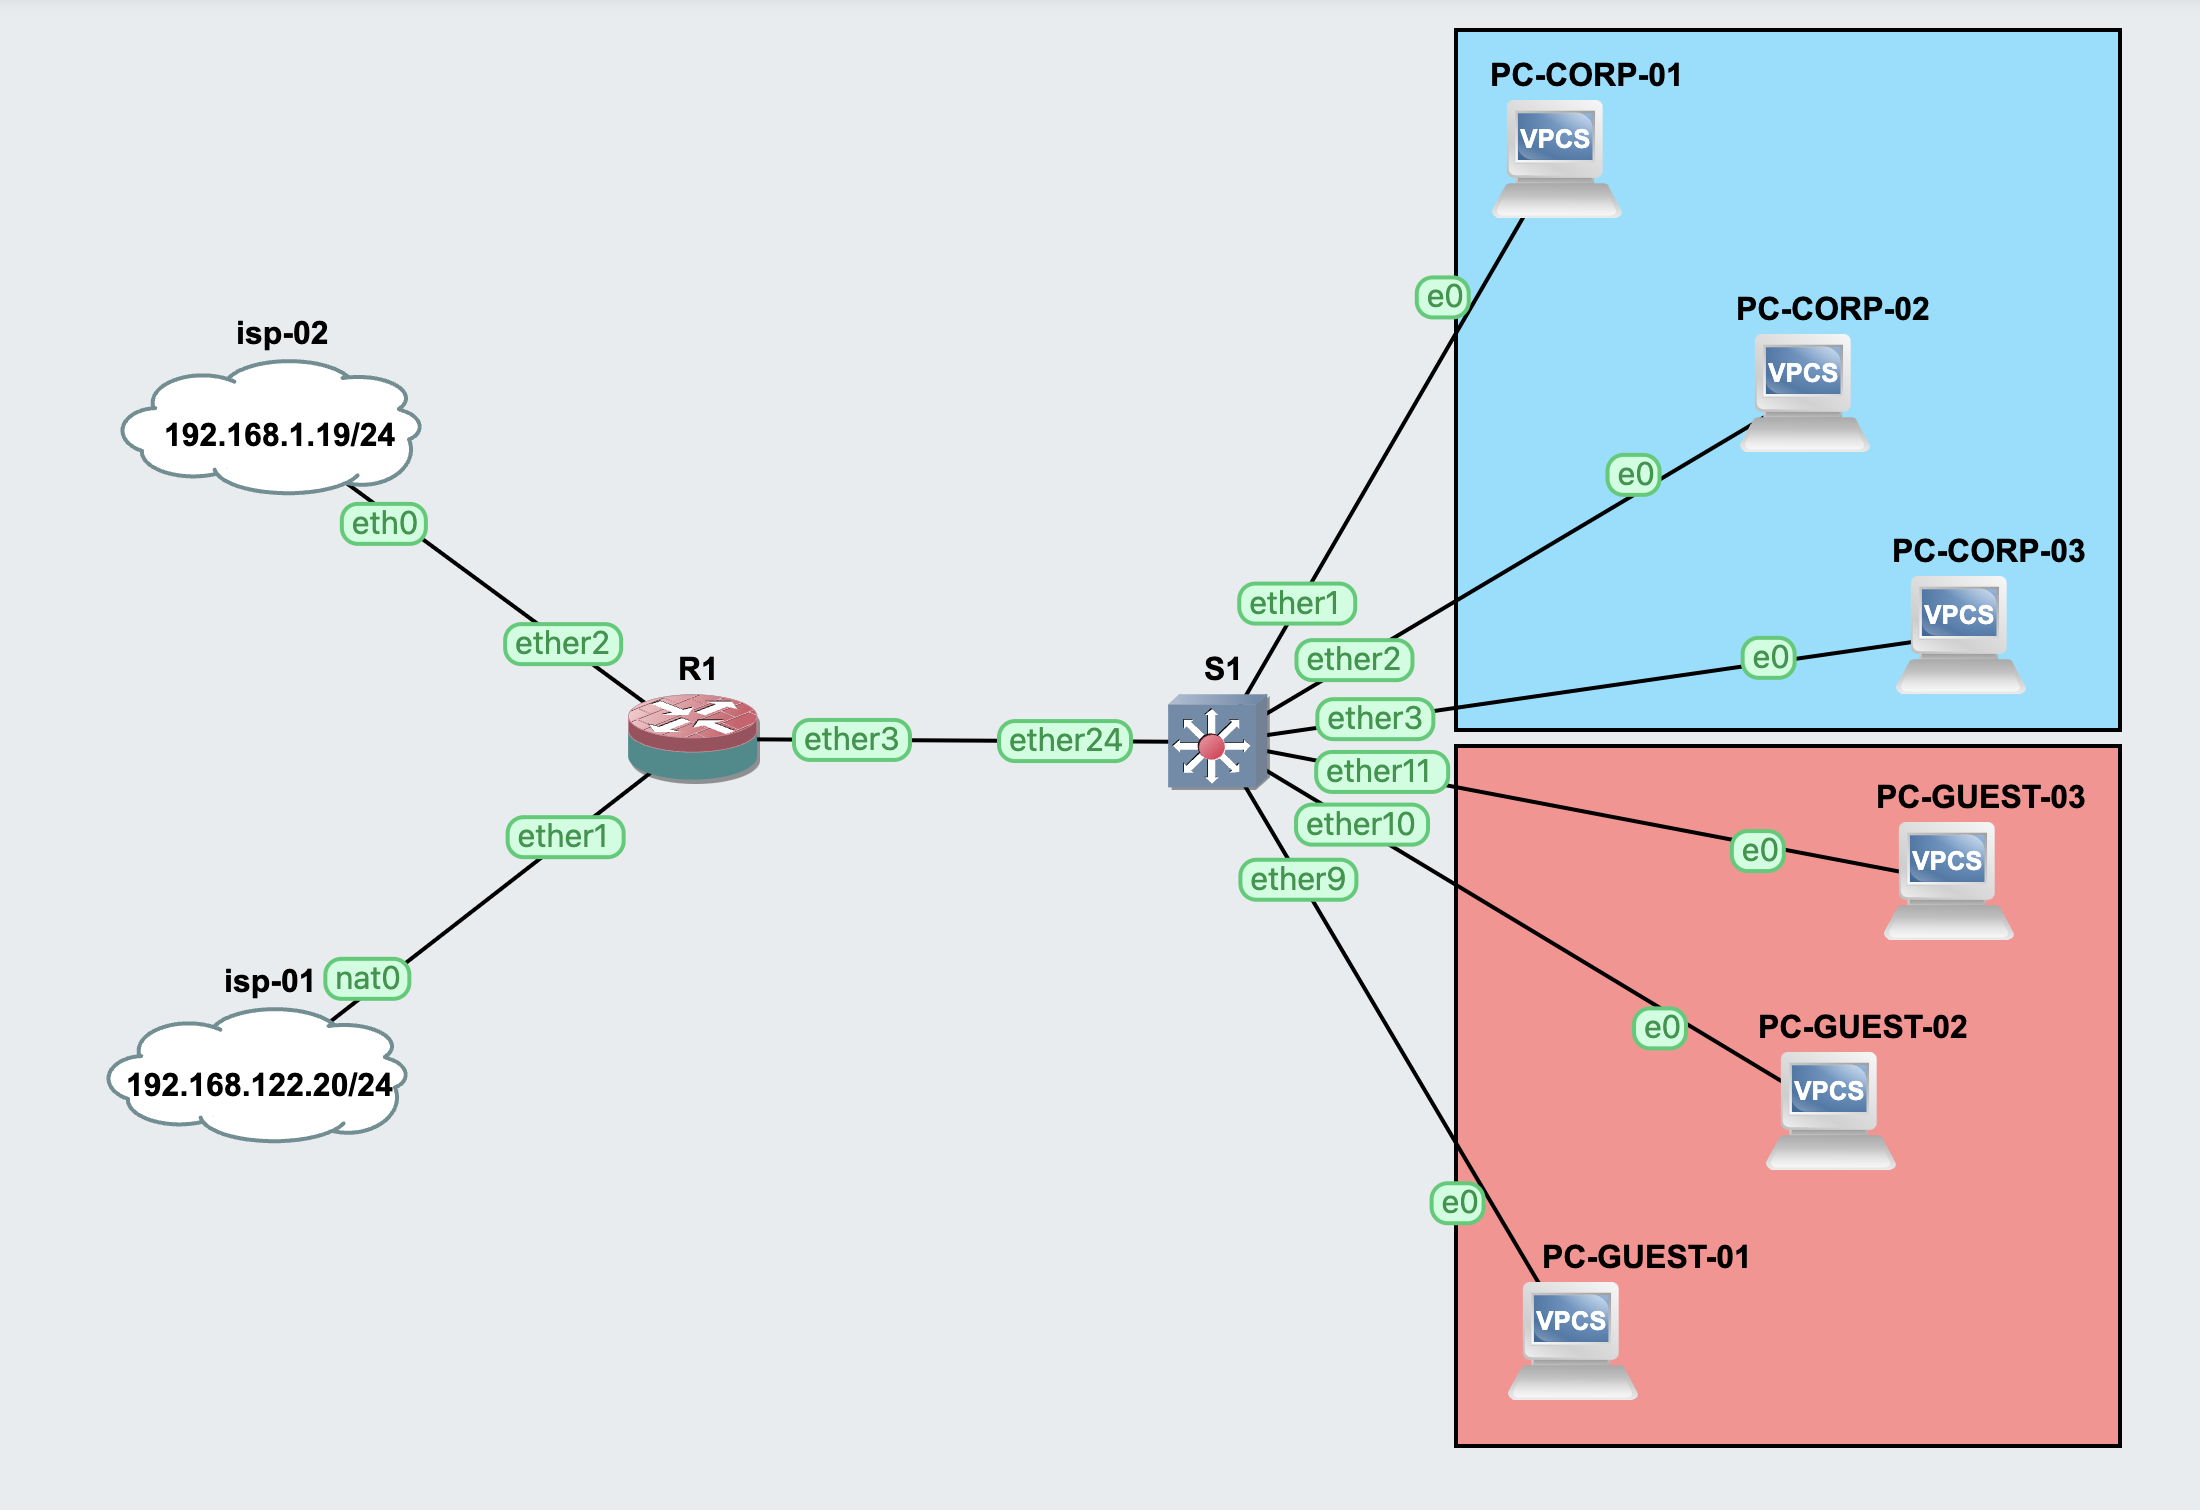 PC-CORP-01
VPCS
e0
PC-CORP-02
VPCS
e0
PC-CORP-03
VPCS
e0
isp-02
192.168.1.19/24
eth0
ether2
R1
ether3
ether24
S1
ether1
ether2
ether3
ether11
ether10
ether9
ether1
isp-01
nat0
192.168.122.20/24
PC-GUEST-03
VPCS
e0
PC-GUEST-02
VPCS
e0
PC-GUEST-01
VPCS
e0